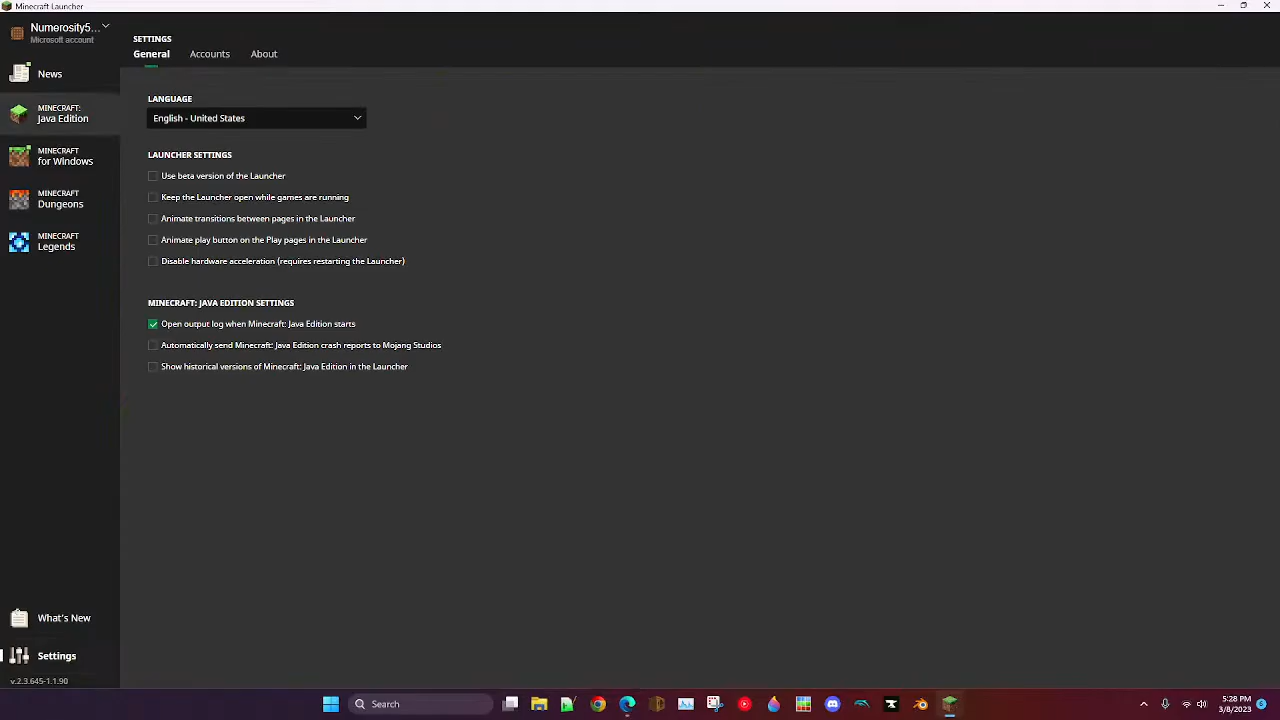 Minecraft Launcher
Numerosity5...
Microsoft account
News
MINECRAFT:
Java Edition
MINECRAFT
for Windows
MINECRAFT
Dungeons
MINECRAFT
Legends
What's New
Settings
v.2.3.645-1.1.90
SETTINGS
General Accounts About
LANGUAGE
English - United States
LAUNCHER SETTINGS
Use beta version of the Launcher
Keep the Launcher open while games are running
Animate transitions between pages in the Launcher
Animate play button on the Play pages in the Launcher
Disable hardware acceleration (requires restarting the Launcher)
MINECRAFT: JAVA EDITION SETTINGS
Open output log when Minecraft: Java Edition starts
Automatically send Minecraft: Java Edition crash reports to Mojang Studios
Show historical versions of Minecraft: Java Edition in the Launcher
Search
5:28 PM
3/8/2023